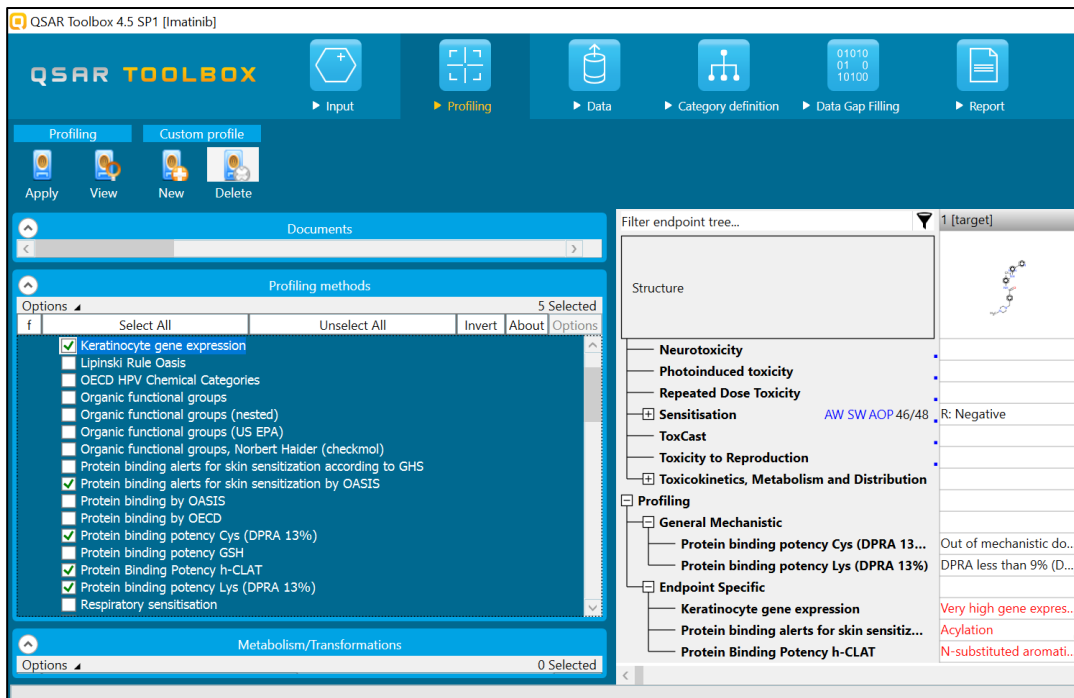 QSAR Toolbox 4.5 SP1 [Imatinib]
QSAR TOOLBOX
Input
Profiling
Data
Category definition
01010
01 0
10100
Data Gap Filling
Report
Profiling
Custom profile
Apply
View
New
Delete
Documents
Profiling methods
Options
5 Selected
f
Select All
Unselect All
Invert
About
Options
Keratinocyte gene expression
Lipinski Rule Oasis
OECD HPV Chemical Categories
Organic functional groups
Organic functional groups (nested)
Organic functional groups (US EPA)
Organic functional groups, Norbert Haider (checkmol)
Protein binding alerts for skin sensitization according to GHS
Protein binding alerts for skin sensitization by OASIS
Protein binding by OASIS
Protein binding by OECD
Protein binding potency Cys (DPRA 13%)
Protein binding potency GSH
Protein Binding Potency h-CLAT
Protein binding potency Lys (DPRA 13%)
Respiratory sensitisation
Metabolism/Transformations
Options
0 Selected
Filter endpoint tree...
1 [target]
Structure
Neurotoxicity
Photoinduced toxicity
Repeated Dose Toxicity
Sensitisation AW SW AOP 46/48 R: Negative
ToxCast
Toxicity to Reproduction
Toxicokinetics, Metabolism and Distribution
Profiling
General Mechanistic
Protein binding potency Cys (DPRA 13... Out of mechanistic do...
Protein binding potency Lys (DPRA 13%) DPRA less than 9% (D...
Endpoint Specific
Keratinocyte gene expression Very high gene expres...
Protein binding alerts for skin sensitiz... Acylation
Protein Binding Potency h-CLAT N-substituted aromati...